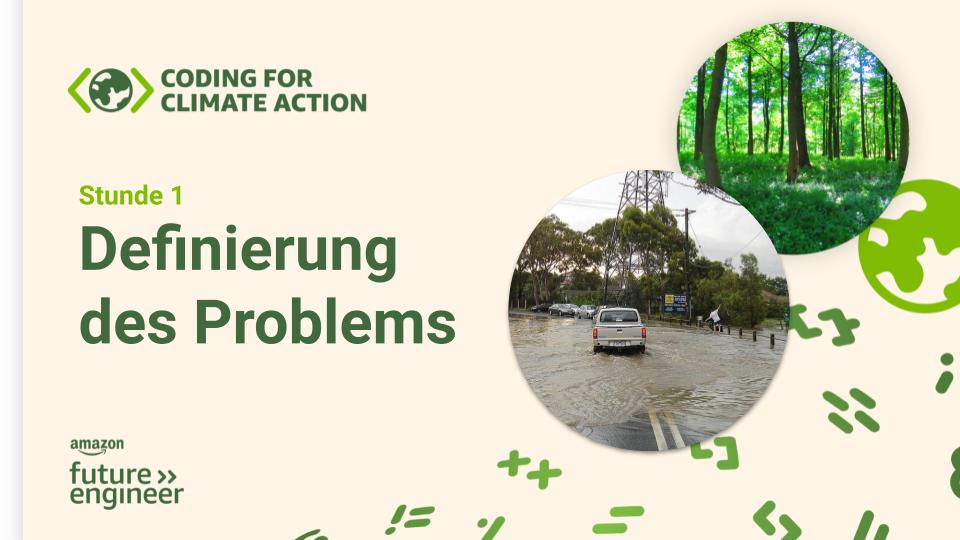 CODING FOR
CLIMATE ACTION
Stunde 1
Definierung
des Problems
amazon
future
engineer